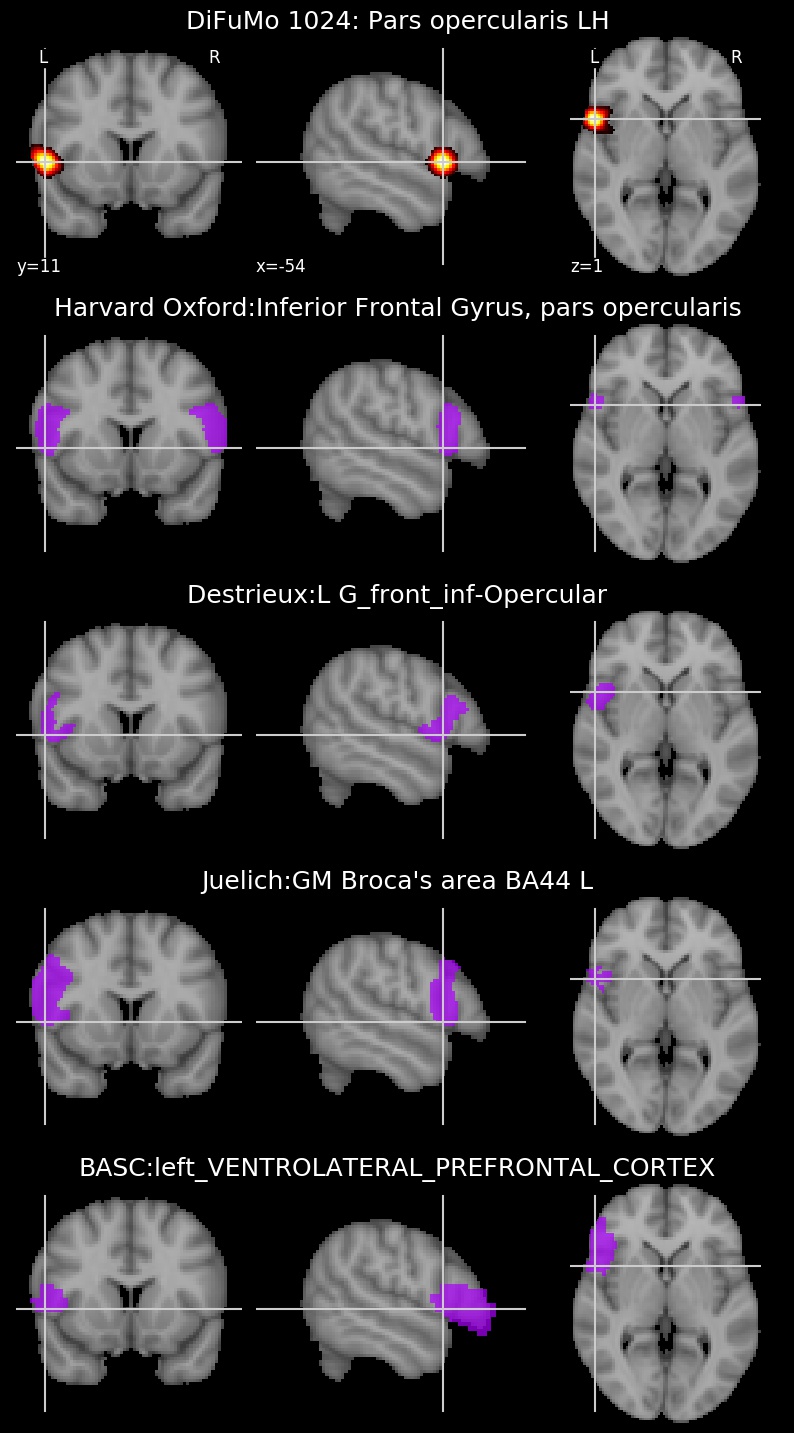 DiFuMo 1024: Pars opercularis LH
L R L R
y=11 x=-54 z=1
Harvard Oxford:Inferior Frontal Gyrus, pars opercularis
Destrieux:L G_front_inf-Opercular
Juelich:GM Broca's area BA44 L
BASC:left_VENTROLATERAL_PREFRONTAL_CORTEX